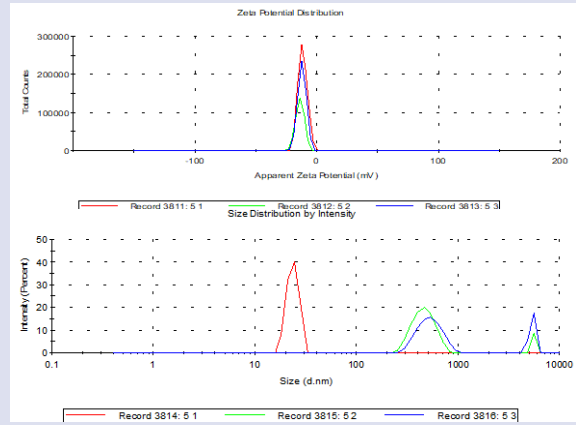 Zeta Potential Distribution
Total Counts
300000
200000
100000
0
-100 0 100 200
Apparent Zeta Potential (mV)
Record 3811: 5 1 Record 3812: 5 2 Record 3813: 5 3
Size Distribution by Intensity
Intensity (Percent)
50
40
30
20
10
0
0.1 1 10 100 1000 10000
Size (d.nm)
Record 3814: 5 1 Record 3815: 5 2 Record 3816: 5 3